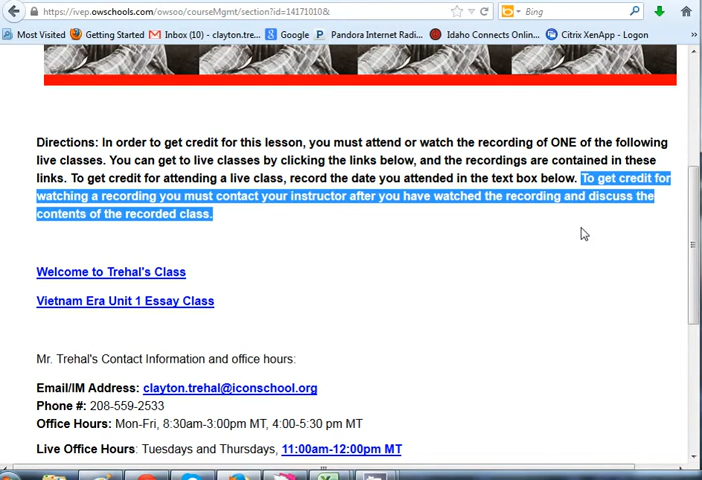 https://ivep.owschools.com/owsoo/courseMgmt/section?id=14171010&
Bing
Most Visited Getting Started Inbox (10) - clayton.tre... Google Pandora Internet Radi... Idaho Connects Onlin... Citrix XenApp - Logon
Directions: In order to get credit for this lesson, you must attend or watch the recording of ONE of the following
live classes. You can get to live classes by clicking the links below, and the recordings are contained in these
links. To get credit for attending a live class, record the date you attended in the text box below. To get credit for
watching a recording you must contact your instructor after you have watched the recording and discuss the
contents of the recorded class.
Welcome to Trehal's Class
Vietnam Era Unit 1 Essay Class
Mr. Trehal's Contact Information and office hours:
Email/IM Address: clayton.trehal@iconschool.org
Phone #: 208-559-2533
Office Hours: Mon-Fri, 8:30am-3:00pm MT, 4:00-5:30 pm MT
Live Office Hours: Tuesdays and Thursdays, 11:00am-12:00pm MT